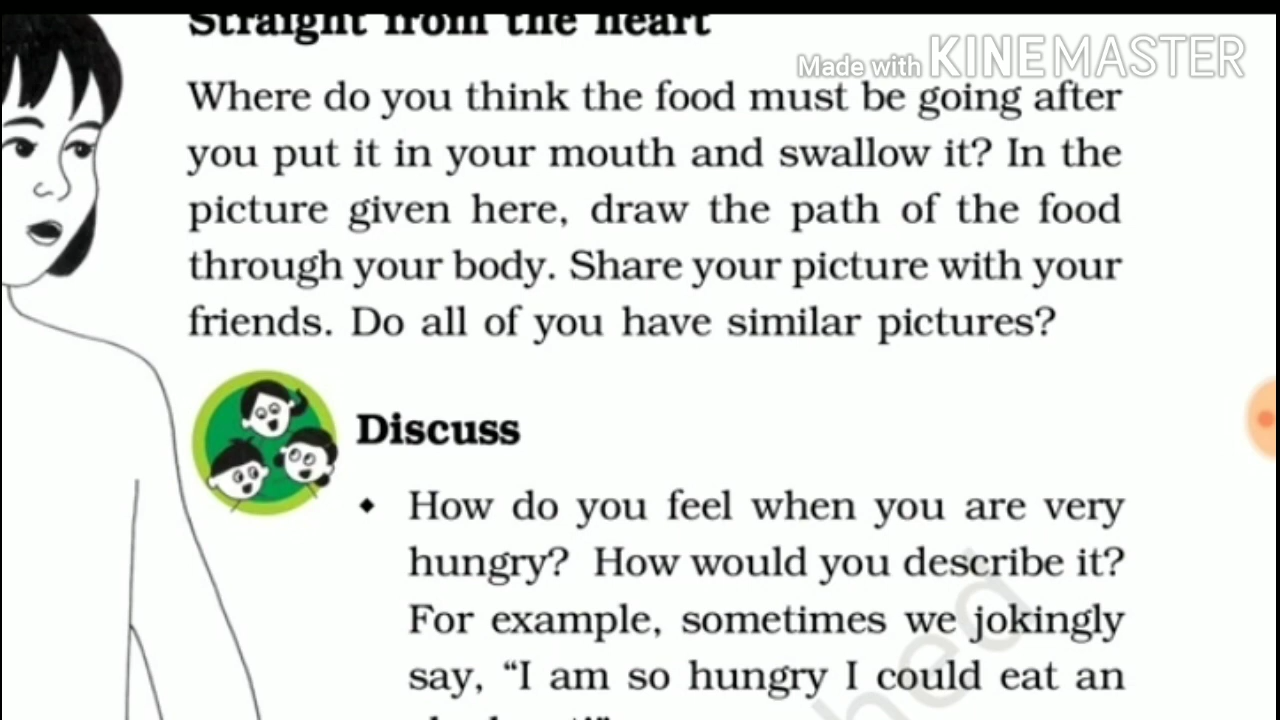 Straight from the heart
Made with KINEMASTER
Where do you think the food must be going after
you put it in your mouth and swallow it? In the
picture given here, draw the path of the food
through your body. Share your picture with your
friends. Do all of you have similar pictures?
Discuss
How do you feel when you are very
hungry? How would you describe it?
For example, sometimes we jokingly
say, “I am so hungry I could eat an